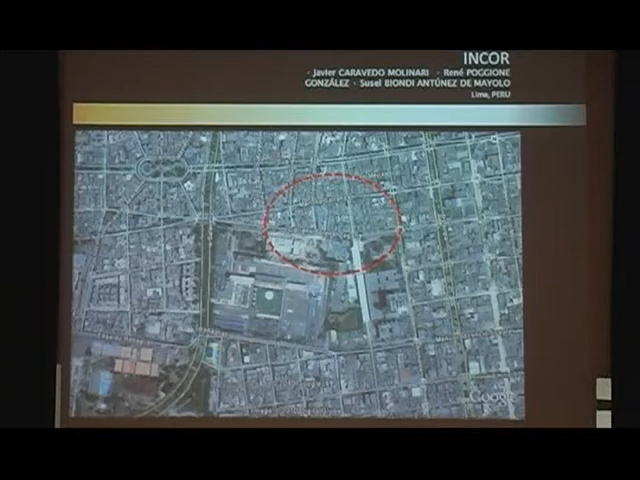 INCOR
- Javier CARAVEDO MOLINARI - René POGGIONE
GONZÁLEZ - Susel BIONDI ANTÚNEZ DE MAYOLO
Lima, PERU
Google